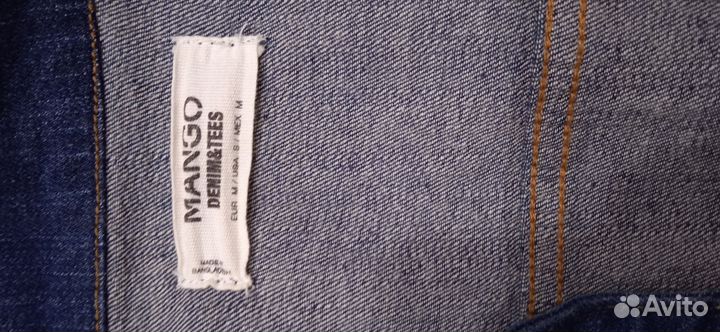 MANGO
DENIM&TEES
EUR M / USA S / MEX M
MADE IN
BANGLADESH
Avito